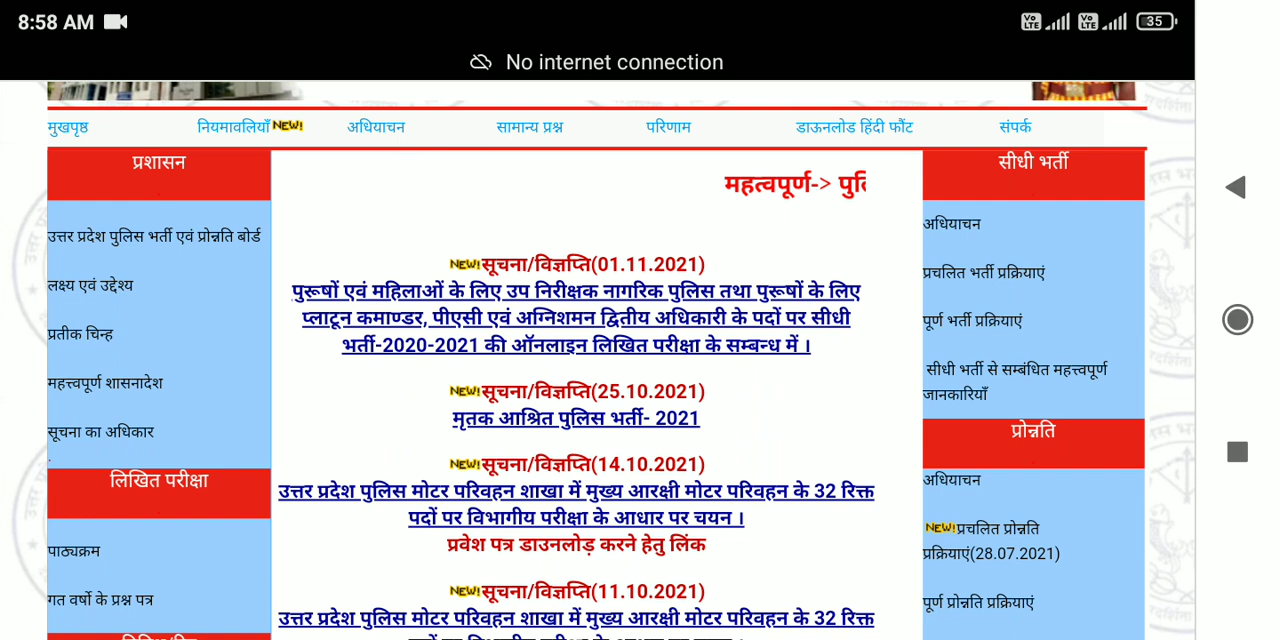 8:58 AM
Vo LTE Vo LTE 35
No internet connection
मुखपृष्ठ नियमावलियाँ NEW! अधियाचन सामान्य प्रश्न परिणाम डाऊनलोड हिंदी फौंट संपर्क
प्रशासन
उत्तर प्रदेश पुलिस भर्ती एवं प्रोन्नति बोर्ड
लक्ष्य एवं उद्देश्य
प्रतीक चिन्ह
महत्त्वपूर्ण शासनादेश
सूचना का अधिकार
लिखित परीक्षा
पाठ्यक्रम
गत वर्षो के प्रश्न पत्र
महत्वपूर्ण-> पुलि
NEW! सूचना/विज्ञप्ति(01.11.2021)
पुरूषों एवं महिलाओं के लिए उप निरीक्षक नागरिक पुलिस तथा पुरूषों के लिए
प्लाटून कमाण्डर, पीएसी एवं अग्निशमन द्वितीय अधिकारी के पदों पर सीधी
भर्ती-2020-2021 की ऑनलाइन लिखित परीक्षा के सम्बन्ध में ।
NEW! सूचना/विज्ञप्ति(25.10.2021)
मृतक आश्रित पुलिस भर्ती- 2021
NEW! सूचना/विज्ञप्ति(14.10.2021)
उत्तर प्रदेश पुलिस मोटर परिवहन शाखा में मुख्य आरक्षी मोटर परिवहन के 32 रिक्त
पदों पर विभागीय परीक्षा के आधार पर चयन ।
प्रवेश पत्र डाउनलोड़ करने हेतु लिंक
NEW! सूचना/विज्ञप्ति(11.10.2021)
उत्तर प्रदेश पुलिस मोटर परिवहन शाखा में मुख्य आरक्षी मोटर परिवहन के 32 रिक्त
सीधी भर्ती
अधियाचन
प्रचलित भर्ती प्रक्रियाएं
पूर्ण भर्ती प्रक्रियाएं
सीधी भर्ती से सम्बंधित महत्त्वपूर्ण
जानकारियाँ
प्रोन्नति
अधियाचन
NEW! प्रचलित प्रोन्नति
प्रक्रियाएं(28.07.2021)
पूर्ण प्रोन्नति प्रक्रियाएं